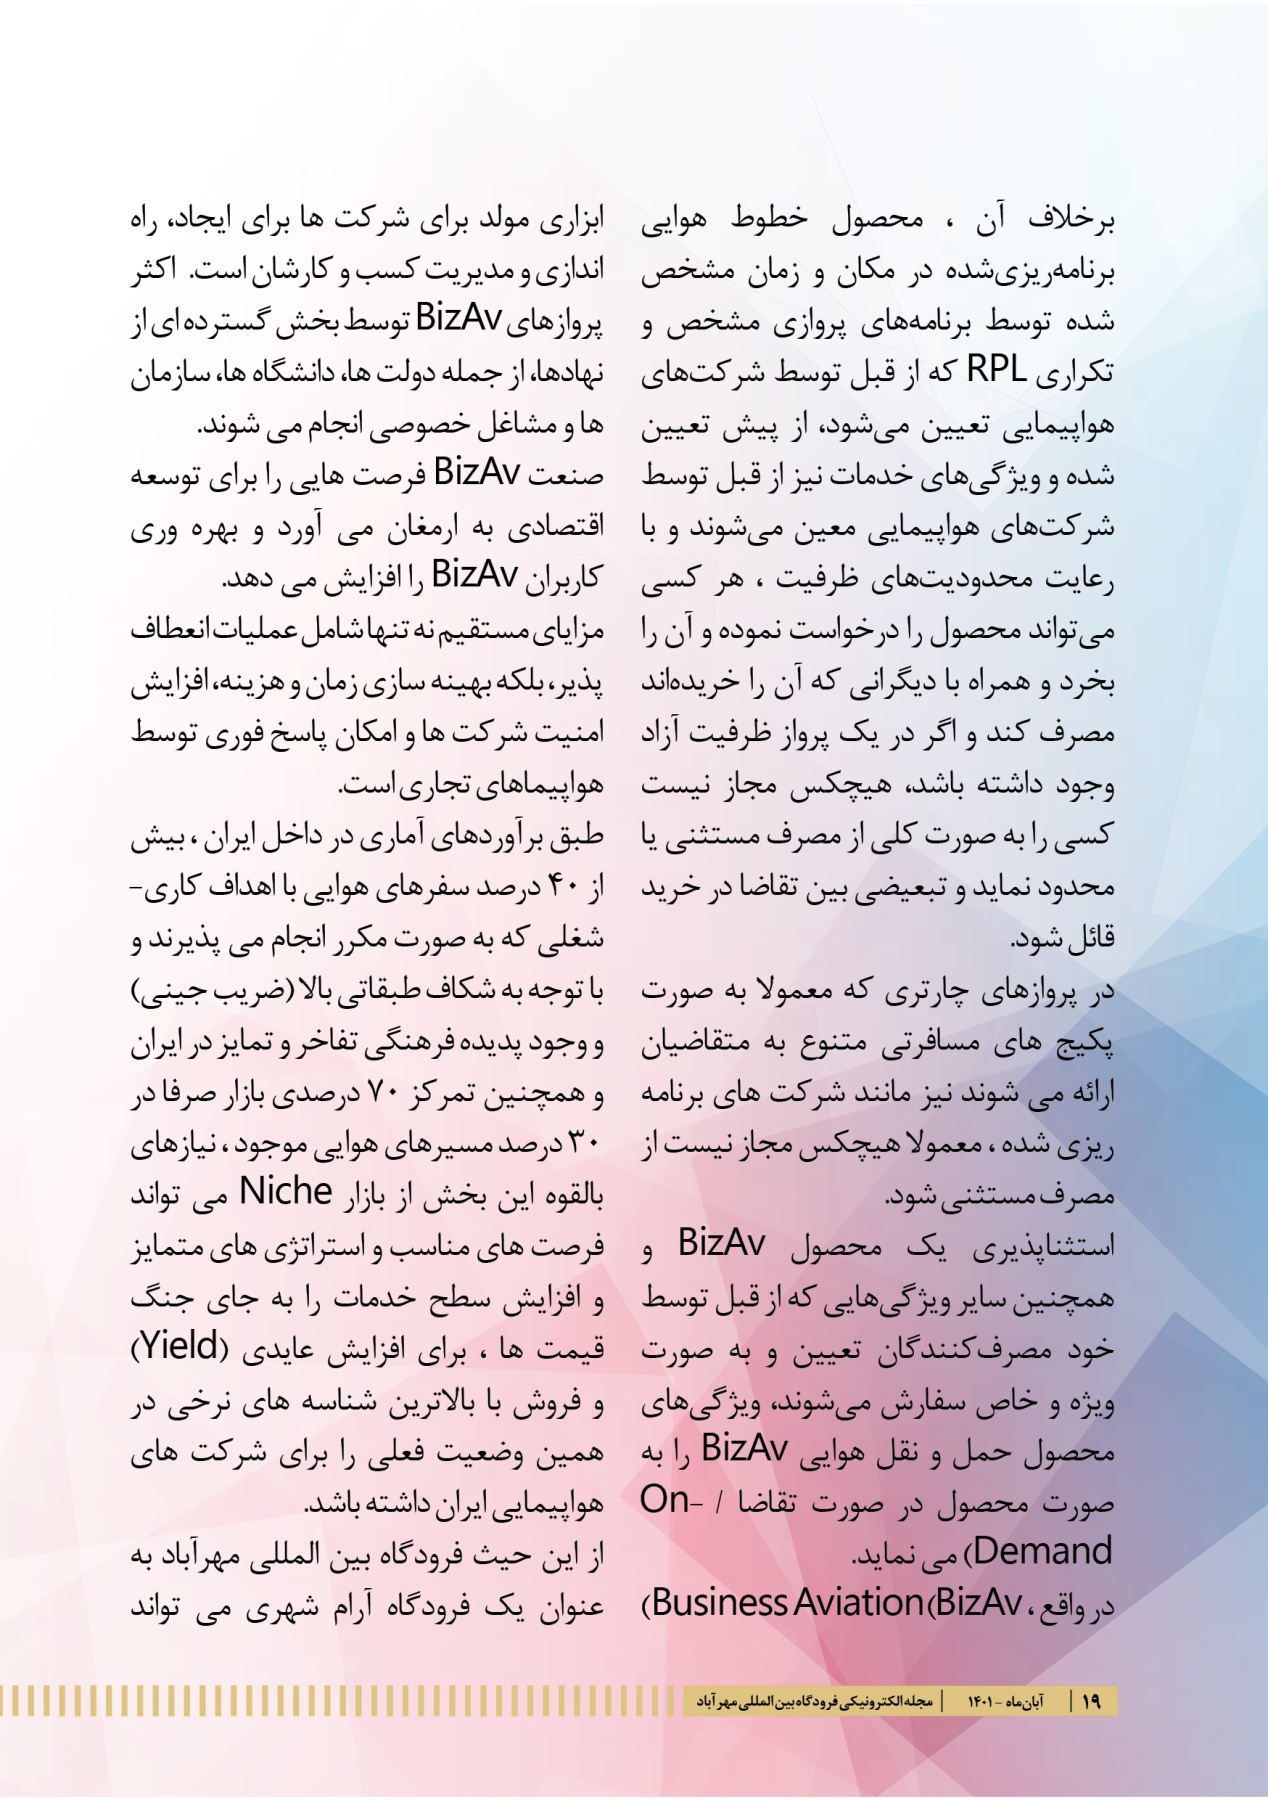 برخلاف آن ، محصول خطوط هوایی
برنامه‌ریزی‌شده در مکان و زمان مشخص
شده توسط برنامه‌های پروازی مشخص و
تکراری RPL که از قبل توسط شرکت‌های
هواپیمایی تعیین می‌شود، از پیش تعیین
شده و ویژگی‌های خدمات نیز از قبل توسط
شرکت‌های هواپیمایی معین می‌شوند و با
رعایت محدودیت‌های ظرفیت ، هر کسی
می‌تواند محصول را درخواست نموده و آن را
بخرد و همراه با دیگرانی که آن را خریده‌اند
مصرف کند و اگر در یک پرواز ظرفیت آزاد
وجود داشته باشد، هیچکس مجاز نیست
کسی را به صورت کلی از مصرف مستثنی یا
محدود نماید و تبعیضی بین تقاضا در خرید
قائل شود.
در پروازهای چارتری که معمولا به صورت
پکیج های مسافرتی متنوع به متقاضیان
ارائه می شوند نیز مانند شرکت های برنامه
ریزی شده ، معمولا هیچکس مجاز نیست از
مصرف مستثنی شود.
استثناپذیری یک محصول BizAv و
همچنین سایر ویژگی‌هایی که از قبل توسط
خود مصرف‌کنندگان تعیین و به صورت
ویژه و خاص سفارش می‌شوند، ویژگی‌های
محصول حمل و نقل هوایی BizAv را به
صورت محصول در صورت تقاضا / On-
Demand) می نماید.
در واقع ، Business Aviation(BizAv)
ابزاری مولد برای شرکت ها برای ایجاد، راه
اندازی و مدیریت کسب و کارشان است. اکثر
پروازهای BizAv توسط بخش گسترده ای از
نهادها، از جمله دولت ها، دانشگاه ها، سازمان
ها و مشاغل خصوصی انجام می شوند.
صنعت BizAv فرصت هایی را برای توسعه
اقتصادی به ارمغان می آورد و بهره وری
کاربران BizAv را افزایش می دهد.
مزایای مستقیم نه تنها شامل عملیات انعطاف
پذیر، بلکه بهینه سازی زمان و هزینه، افزایش
امنیت شرکت ها و امکان پاسخ فوری توسط
هواپیماهای تجاری است.
طبق برآوردهای آماری در داخل ایران ، بیش
از ۴۰ درصد سفرهای هوایی با اهداف کاری-
شغلی که به صورت مکرر انجام می پذیرند و
با توجه به شکاف طبقاتی بالا (ضریب جینی)
و وجود پدیده فرهنگی تفاخر و تمایز در ایران
و همچنین تمرکز ۷۰ درصدی بازار صرفا در
۳۰ درصد مسیرهای هوایی موجود ، نیازهای
بالقوه این بخش از بازار Niche می تواند
فرصت های مناسب و استراتژی های متمایز
و افزایش سطح خدمات را به جای جنگ
قیمت ها ، برای افزایش عایدی (Yield)
و فروش با بالاترین شناسه های نرخی در
همین وضعیت فعلی را برای شرکت های
هواپیمایی ایران داشته باشد.
از این حیث فرودگاه بین المللی مهرآباد به
عنوان یک فرودگاه آرام شهری می تواند
۱۹ | آبان‌ماه - ۱۴۰۱ | مجله الکترونیکی فرودگاه بین المللی مهرآباد